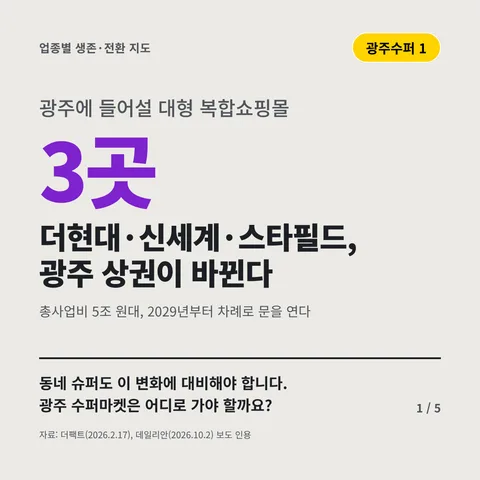 업종별 생존·전환 지도
광주수퍼 1
광주에 들어설 대형 복합쇼핑몰
3곳
더현대·신세계·스타필드,
광주 상권이 바뀐다
총사업비 5조 원대, 2029년부터 차례로 문을 연다
동네 슈퍼도 이 변화에 대비해야 합니다.
광주 수퍼마켓은 어디로 가야 할까요?
1 / 5
자료: 더팩트(2026.2.17), 데일리안(2026.10.2) 보도 인용